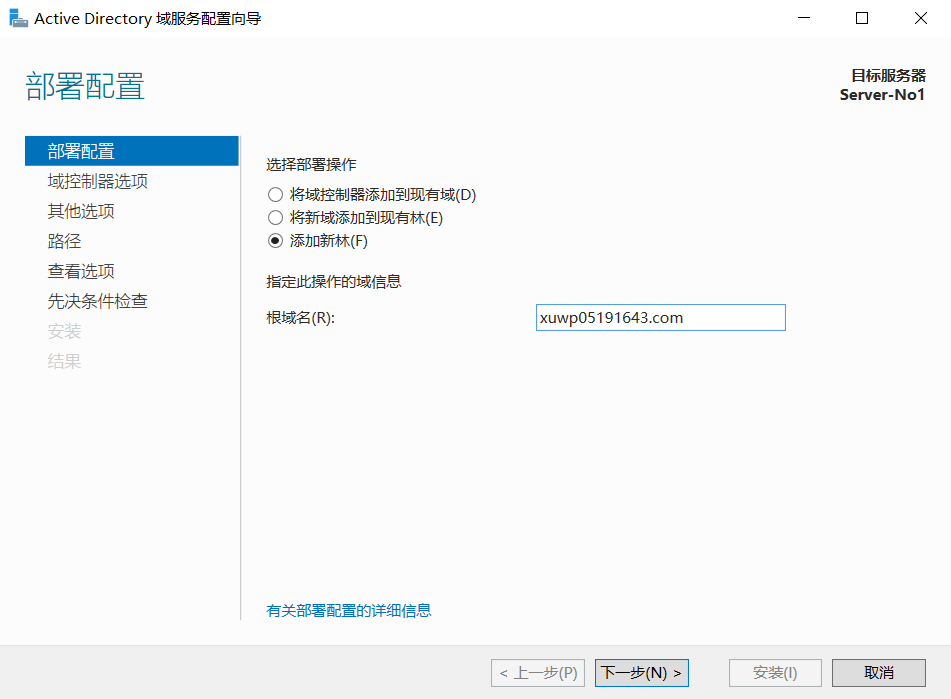 Active Directory 域服务配置向导
部署配置
目标服务器
Server-No1
部署配置
域控制器选项
其他选项
路径
查看选项
先决条件检查
安装
结果
选择部署操作
将域控制器添加到现有域(D)
将新域添加到现有林(E)
添加新林(F)
指定此操作的域信息
根域名(R):
xuwp05191643.com
有关部署配置的详细信息
< 上一步(P)
下一步(N) >
安装(I)
取消